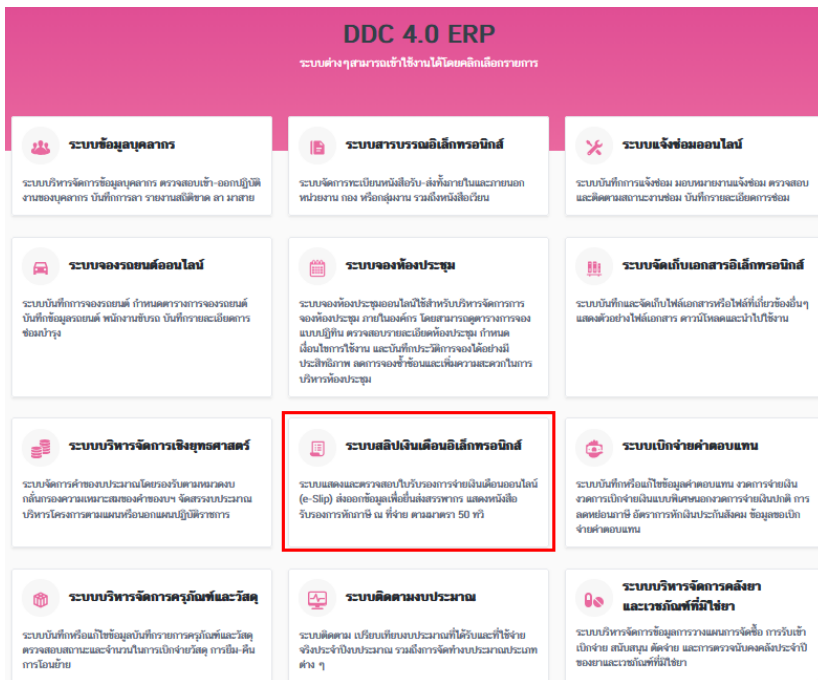 DDC 4.0 ERP
ระบบต่างๆสามารถเข้าใช้งานได้โดยคลิกเลือกรายการ
ระบบข้อมูลบุคลากร
ระบบบริหารจัดการข้อมูลบุคลากร ตรวจสอบเข้า-ออกปฏิบัติ
งานของบุคลากร บันทึกการลา รายงานสถิติขาด ลา มาสาย
ระบบสารบรรณอิเล็กทรอนิกส์
ระบบจัดการทะเบียนหนังสือรับ-ส่งทั้งภายในและภายนอก
หน่วยงาน กอง หรือกลุ่มงาน รวมถึงหนังสือเวียน
ระบบแจ้งซ่อมออนไลน์
ระบบบันทึกการแจ้งซ่อม มอบหมายงานแจ้งซ่อม ตรวจสอบ
และติดตามสถานะงานซ่อม บันทึกรายละเอียดการซ่อม
ระบบจองรถยนต์ออนไลน์
ระบบบันทึกการจองรถยนต์ กำหนดตารางการจองรถยนต์
บันทึกข้อมูลรถยนต์ พนักงานขับรถ บันทึกรายละเอียดการ
ซ่อมบำรุง
ระบบจองห้องประชุม
ระบบจองห้องประชุมออนไลน์ใช้สำหรับบริหารจัดการการ
จองห้องประชุม ภายในองค์กร โดยสามารถดูตารางการจอง
แบบปฏิทิน ตรวจสอบรายละเอียดห้องประชุม กำหนด
เงื่อนไขการใช้งาน และบันทึกประวัติการจองได้อย่างมี
ประสิทธิภาพ ลดการจองซ้ำซ้อนและเพิ่มความสะดวกในการ
บริหารห้องประชุม
ระบบจัดเก็บเอกสารอิเล็กทรอนิกส์
ระบบบันทึกและจัดเก็บไฟล์เอกสารหรือไฟล์ที่เกี่ยวข้องอื่นๆ
แสดงตัวอย่างไฟล์เอกสาร ดาวน์โหลดและนำไปใช้งาน
ระบบบริหารจัดการเชิงยุทธศาสตร์
ระบบจัดการคำของบประมาณโดยรองรับตามหมวดงบ
กลั่นกรองความเหมาะสมของคำของบฯ จัดสรรงบประมาณ
บริหารโครงการตามแผนหรือนอกแผนปฏิบัติราชการ
ระบบสลิปเงินเดือนอิเล็กทรอนิกส์
ระบบแสดงและตรวจสอบใบรับรองการจ่ายเงินเดือนออนไลน์
(e-Slip) ส่งออกข้อมูลเพื่อยื่นส่งสรรพากร แสดงหนังสือ
รับรองการหักภาษี ณ ที่จ่าย ตามมาตรา 50 ทวิ
ระบบเบิกจ่ายค่าตอบแทน
ระบบบันทึกหรือแก้ไขข้อมูลค่าตอบแทน งวดการจ่ายเงิน
งวดการเบิกจ่ายเงินแบบพิเศษนอกงวดการจ่ายเงินปกติ การ
ลดหย่อนภาษี อัตราการหักเงินประกันสังคม ข้อมูลขอเบิก
จ่ายค่าตอบแทน
ระบบบริหารจัดการครุภัณฑ์และวัสดุ
ระบบบันทึกหรือแก้ไขข้อมูลบันทึกรายการครุภัณฑ์และวัสดุ
ตรวจสอบสถานะและจำนวนในการเบิกจ่ายวัสดุ การยืม-คืน
การโอนย้าย
ระบบติดตามงบประมาณ
ระบบติดตาม เปรียบเทียบงบประมาณที่ได้รับและที่ใช้จ่าย
จริงประจำปีงบประมาณ รวมถึงการจัดทำงบประมาณประเภท
ต่าง ๆ
ระบบบริหารจัดการคลังยา
และเวชภัณฑ์ที่มิใช่ยา
ระบบบริหารจัดการข้อมูลการวางแผนการจัดซื้อ การรับเข้า
เบิกจ่าย สนับสนุน ตัดจ่าย และการตรวจนับคงคลังประจำปี
ของยาและเวชภัณฑ์ที่มิใช่ยา